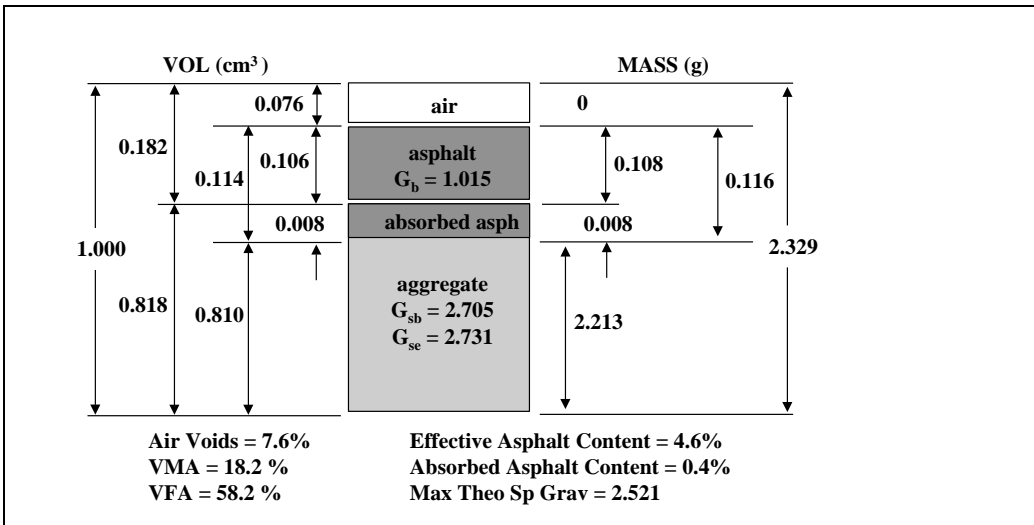 VOL (cm³ )
MASS (g)
0.076
air
0
0.182
0.106
asphalt
G_b = 1.015
0.108
0.114
0.116
0.008
absorbed asph
0.008
1.000
2.329
0.818
0.810
aggregate
G_sb = 2.705
G_se = 2.731
2.213
Air Voids = 7.6%
Effective Asphalt Content = 4.6%
VMA = 18.2 %
Absorbed Asphalt Content = 0.4%
VFA = 58.2 %
Max Theo Sp Grav = 2.521